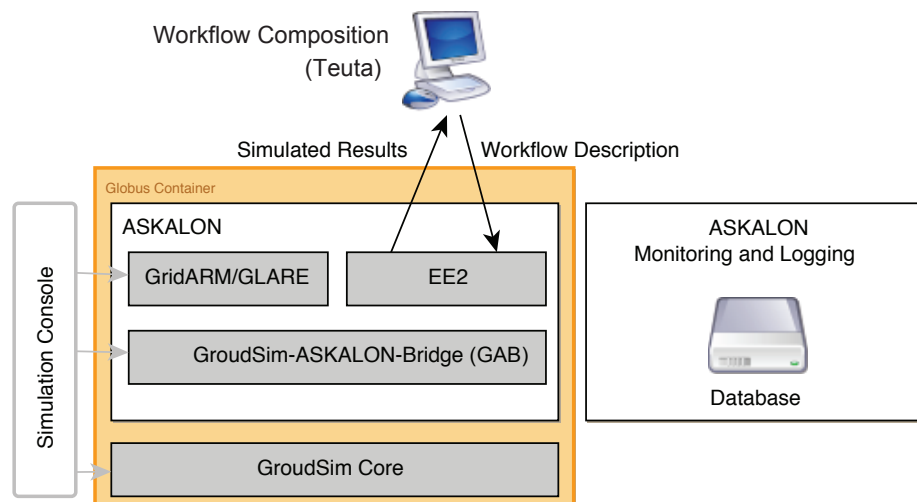 Workflow Composition
(Teuta)
Simulated Results
Workflow Description
Globus Container
ASKALON
GridARM/GLARE
EE2
GroudSim-ASKALON-Bridge (GAB)
GroudSim Core
Simulation Console
ASKALON
Monitoring and Logging
Database